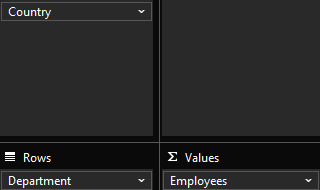 Country
Rows
Σ Values
Department
Employees